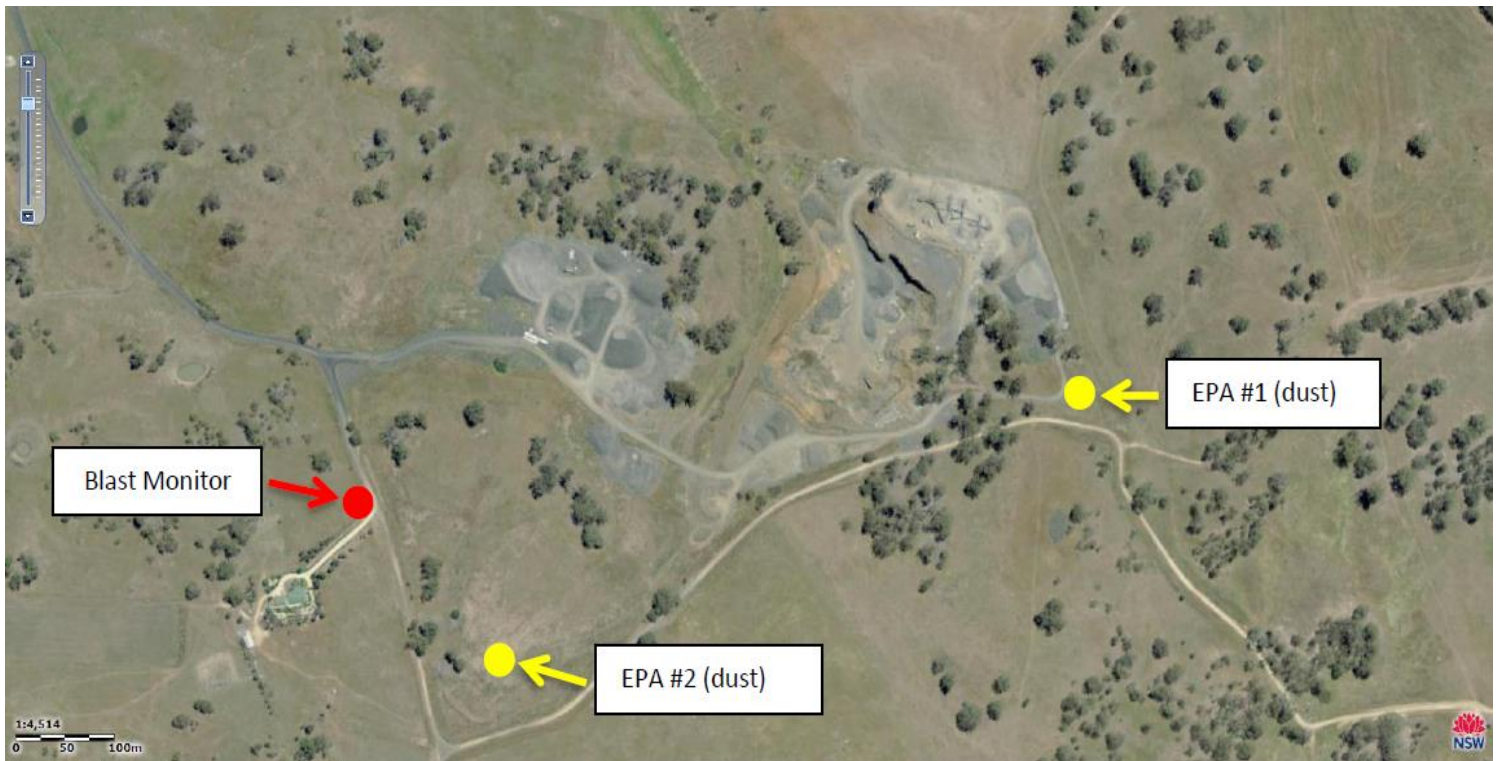 EPA #1 (dust)
Blast Monitor
EPA #2 (dust)
1:4,514
0 50 100m
NSW